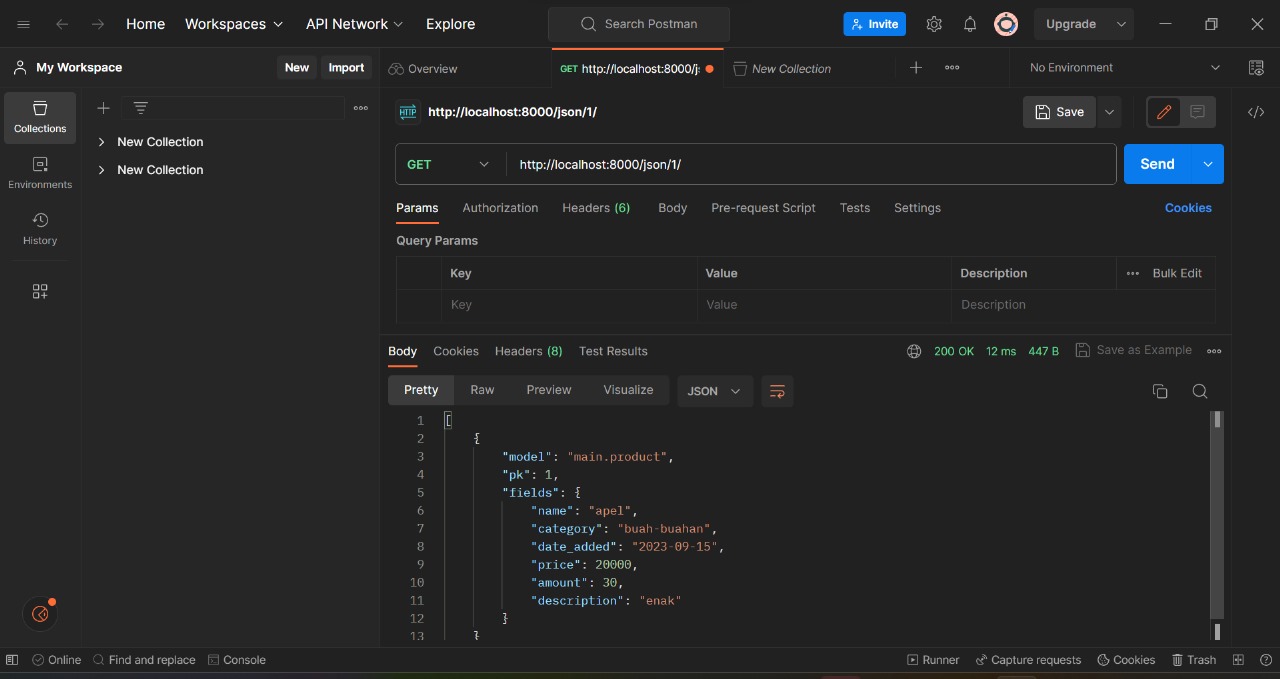 Home Workspaces API Network Explore Search Postman Invite Upgrade
My Workspace New Import Overview GET http://localhost:8000/j: New Collection No Environment
Collections
Environments
History
New Collection
New Collection
HTTP http://localhost:8000/json/1/ Save
GET http://localhost:8000/json/1/ Send
Params Authorization Headers (6) Body Pre-request Script Tests Settings Cookies
Query Params
Key Value Description Bulk Edit
Key Value Description
Body Cookies Headers (8) Test Results 200 OK 12 ms 447 B Save as Example
Pretty Raw Preview Visualize JSON
1 [
2 {
3 "model": "main.product",
4 "pk": 1,
5 "fields": {
6 "name": "apel",
7 "category": "buah-buahan",
8 "date_added": "2023-09-15",
9 "price": 20000,
10 "amount": 30,
11 "description": "enak"
12 }
13 }
Online Find and replace Console Runner Capture requests Cookies Trash